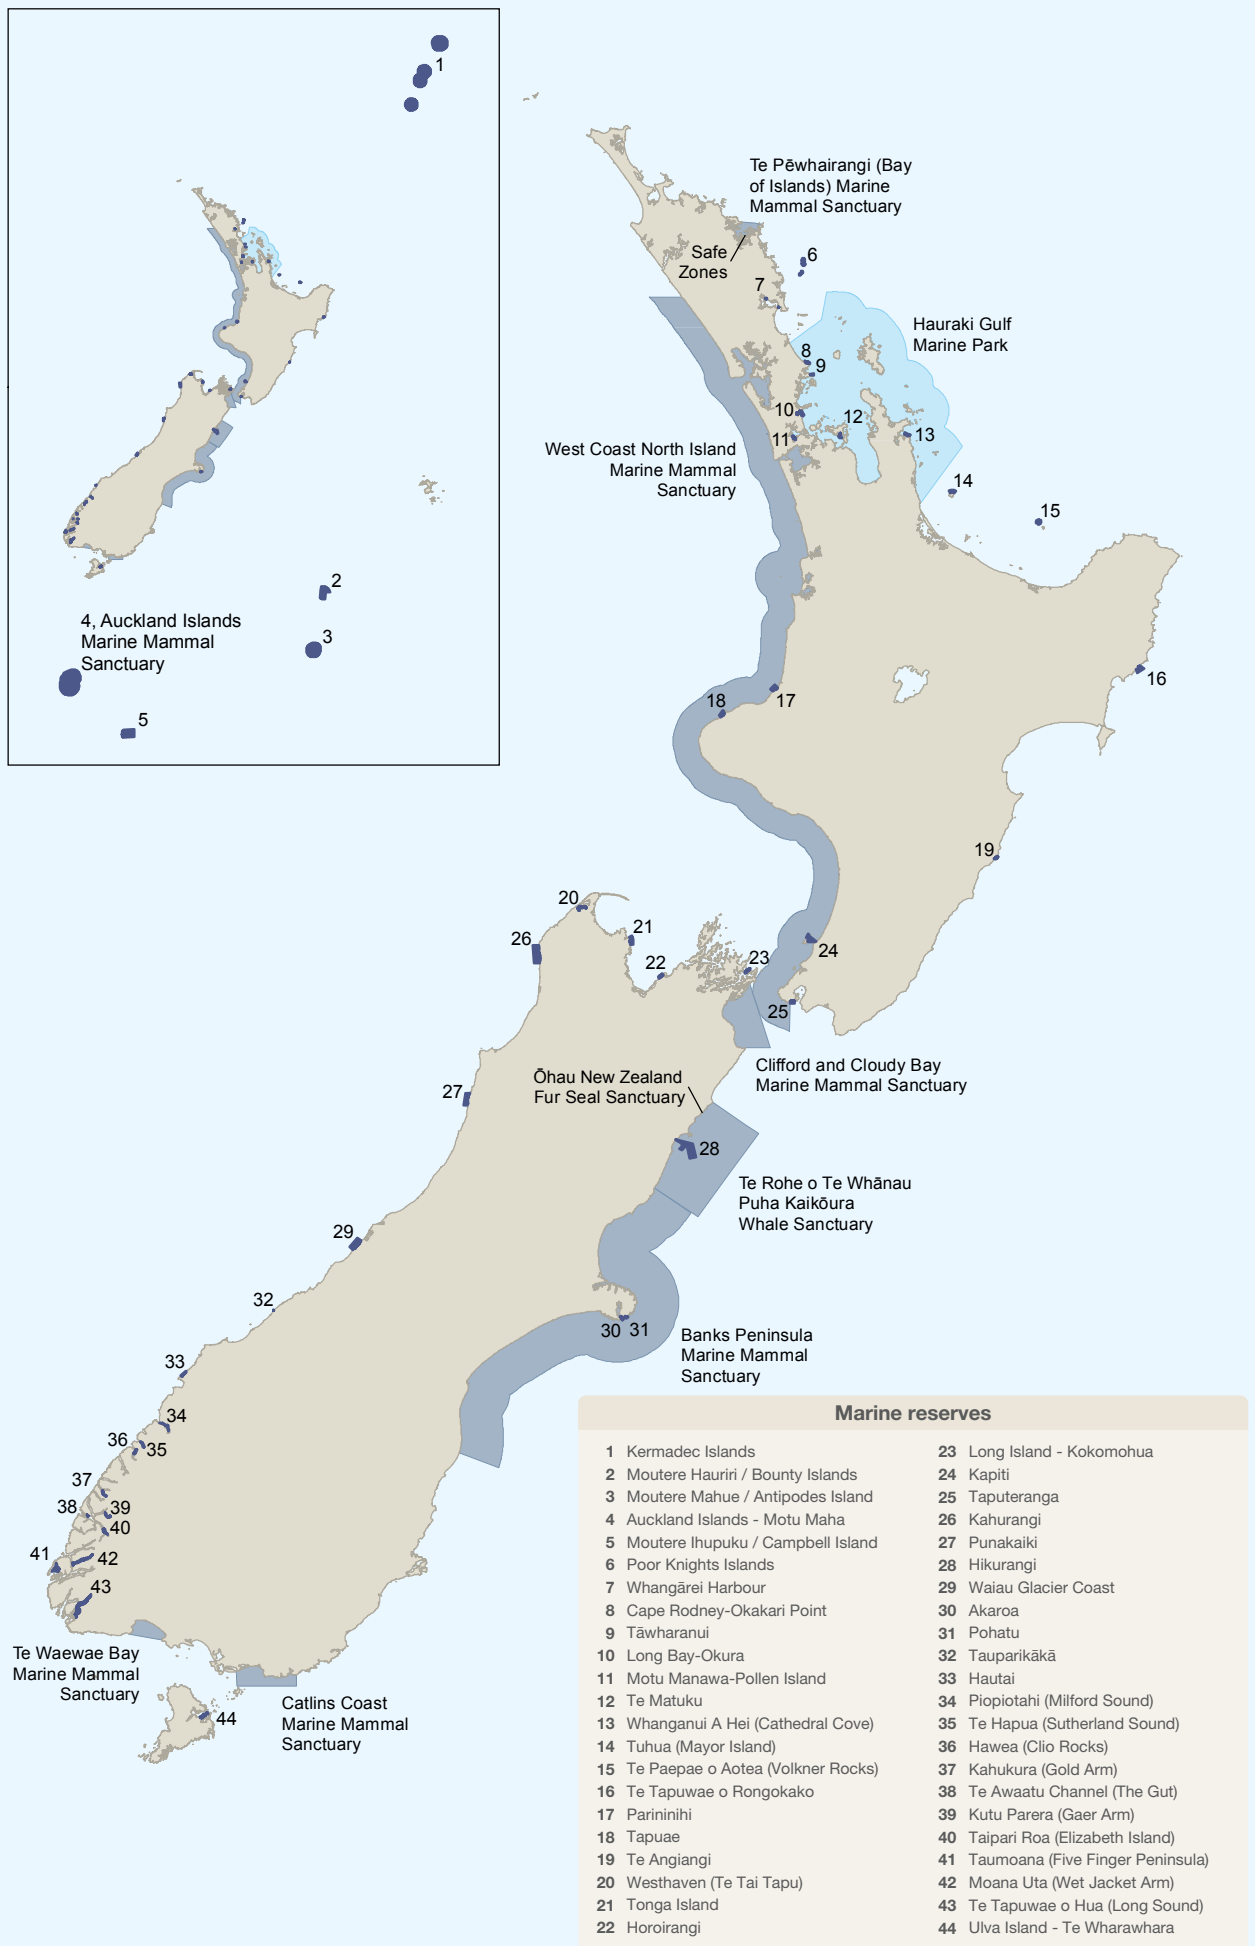 1
2
3
4, Auckland Islands
Marine Mammal
Sanctuary
5
Te Pēwhairangi (Bay
of Islands) Marine
Mammal Sanctuary
Safe
Zones
6
7
Hauraki Gulf
Marine Park
8
9
10
11
12
13
14
15
West Coast North Island
Marine Mammal
Sanctuary
16
17
18
19
20
21
22
23
24
25
26
Clifford and Cloudy Bay
Marine Mammal Sanctuary
Ōhau New Zealand
Fur Seal Sanctuary
27
28
Te Rohe o Te Whānau
Puha Kaikōura
Whale Sanctuary
29
30
31
32
Banks Peninsula
Marine Mammal
Sanctuary
33
34
35
36
37
38
39
40
41
42
43
Te Waewae Bay
Marine Mammal
Sanctuary
44
Catlins Coast
Marine Mammal
Sanctuary
Marine reserves
1 Kermadec Islands
2 Moutere Hauriri / Bounty Islands
3 Moutere Mahue / Antipodes Island
4 Auckland Islands - Motu Maha
5 Moutere Ihupuku / Campbell Island
6 Poor Knights Islands
7 Whangārei Harbour
8 Cape Rodney-Okakari Point
9 Tāwharanui
10 Long Bay-Okura
11 Motu Manawa-Pollen Island
12 Te Matuku
13 Whanganui A Hei (Cathedral Cove)
14 Tuhua (Mayor Island)
15 Te Paepae o Aotea (Volkner Rocks)
16 Te Tapuwae o Rongokako
17 Parininihi
18 Tapuae
19 Te Angiangi
20 Westhaven (Te Tai Tapu)
21 Tonga Island
22 Horoirangi
23 Long Island - Kokomohua
24 Kapiti
25 Taputeranga
26 Kahurangi
27 Punakaiki
28 Hikurangi
29 Waiau Glacier Coast
30 Akaroa
31 Pohatu
32 Tauparikākā
33 Hautai
34 Piopiotahi (Milford Sound)
35 Te Hapua (Sutherland Sound)
36 Hawea (Clio Rocks)
37 Kahukura (Gold Arm)
38 Te Awaatu Channel (The Gut)
39 Kutu Parera (Gaer Arm)
40 Taipari Roa (Elizabeth Island)
41 Taumoana (Five Finger Peninsula)
42 Moana Uta (Wet Jacket Arm)
43 Te Tapuwae o Hua (Long Sound)
44 Ulva Island - Te Wharawhara